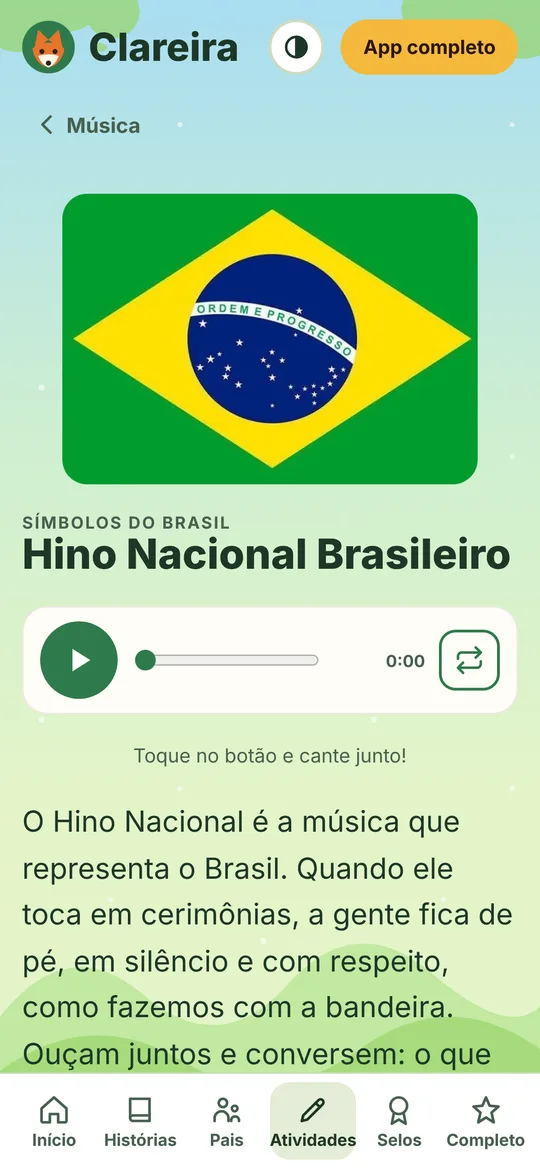 Clareira
App completo
Música
ORDEM E PROGRESSO
SÍMBOLOS DO BRASIL
Hino Nacional Brasileiro
0:00
Toque no botão e cante junto!
O Hino Nacional é a música que
representa o Brasil. Quando ele
toca em cerimônias, a gente fica de
pé, em silêncio e com respeito,
como fazemos com a bandeira.
Ouçam juntos e conversem: o que
Início
Histórias
Pais
Atividades
Selos
Completo